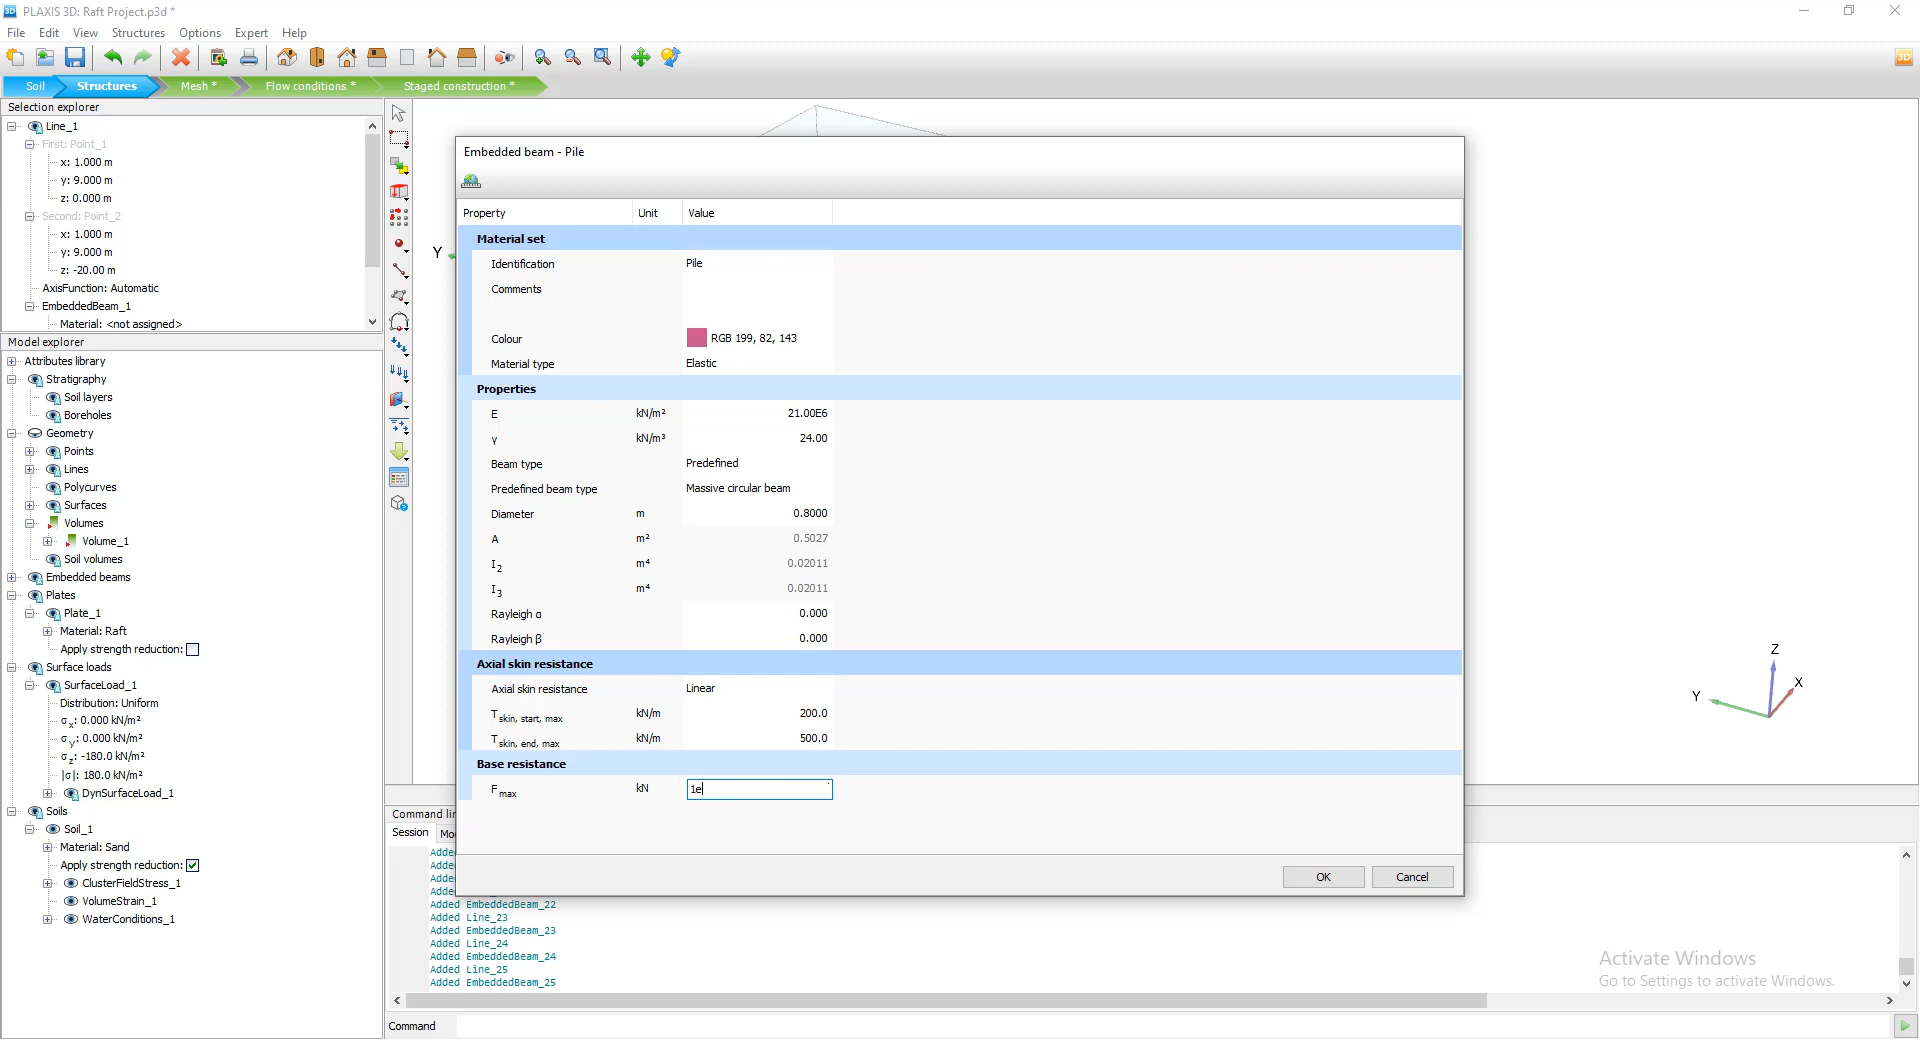 PLAXIS 3D: Raft Project.p3d *
File Edit View Structures Options Expert Help
Soil Structures Mesh * Flow conditions * Staged construction *
Selection explorer
Line_1
First: Point_1
x: 1.000 m
y: 9.000 m
z: 0.000 m
Second: Point_2
x: 1.000 m
y: 9.000 m
z: -20.00 m
AxisFunction: Automatic
EmbeddedBeam_1
Material: <not assigned>
Model explorer
Attributes library
Stratigraphy
Soil layers
Boreholes
Geometry
Points
Lines
Polycurves
Surfaces
Volumes
Volume_1
Soil volumes
Embedded beams
Plates
Plate_1
Material: Raft
Apply strength reduction:
Surface loads
SurfaceLoad_1
Distribution: Uniform
σx: 0.000 kN/m²
σy: 0.000 kN/m²
σz: -180.0 kN/m²
|σ|: 180.0 kN/m²
DynSurfaceLoad_1
Soils
Soil_1
Material: Sand
Apply strength reduction:
ClusterFieldStress_1
VolumeStrain_1
WaterConditions_1
Y
Embedded beam - Pile
Property Unit Value
Material set
Identification Pile
Comments
Colour RGB 199, 82, 143
Material type Elastic
Properties
E kN/m² 21.00E6
γ kN/m³ 24.00
Beam type Predefined
Predefined beam type Massive circular beam
Diameter m 0.8000
A m² 0.5027
I2 m⁴ 0.02011
I3 m⁴ 0.02011
Rayleigh α 0.000
Rayleigh β 0.000
Axial skin resistance
Axial skin resistance Linear
T skin, start, max kN/m 200.0
T skin, end, max kN/m 500.0
Base resistance
F max kN 1e
OK Cancel
Z
X
Y
Command lin
Session Mo
Adde
Adde
Adde
Adde
Added EmbeddedBeam_22
Added Line_23
Added EmbeddedBeam_23
Added Line_24
Added EmbeddedBeam_24
Added Line_25
Added EmbeddedBeam_25
Command
Activate Windows
Go to Settings to activate Windows.